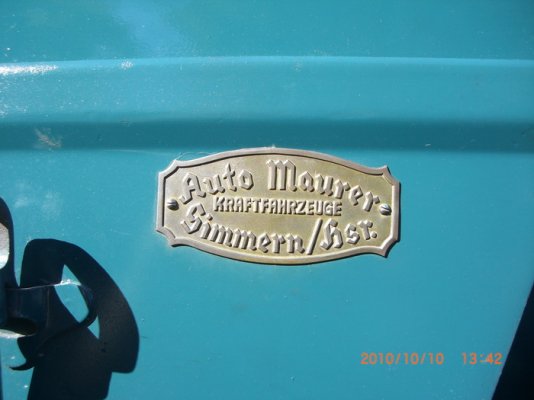 Auto Maurer
KRAFTFAHRZEUGE
Simmern/Hsr.
2010/10/10 13:42